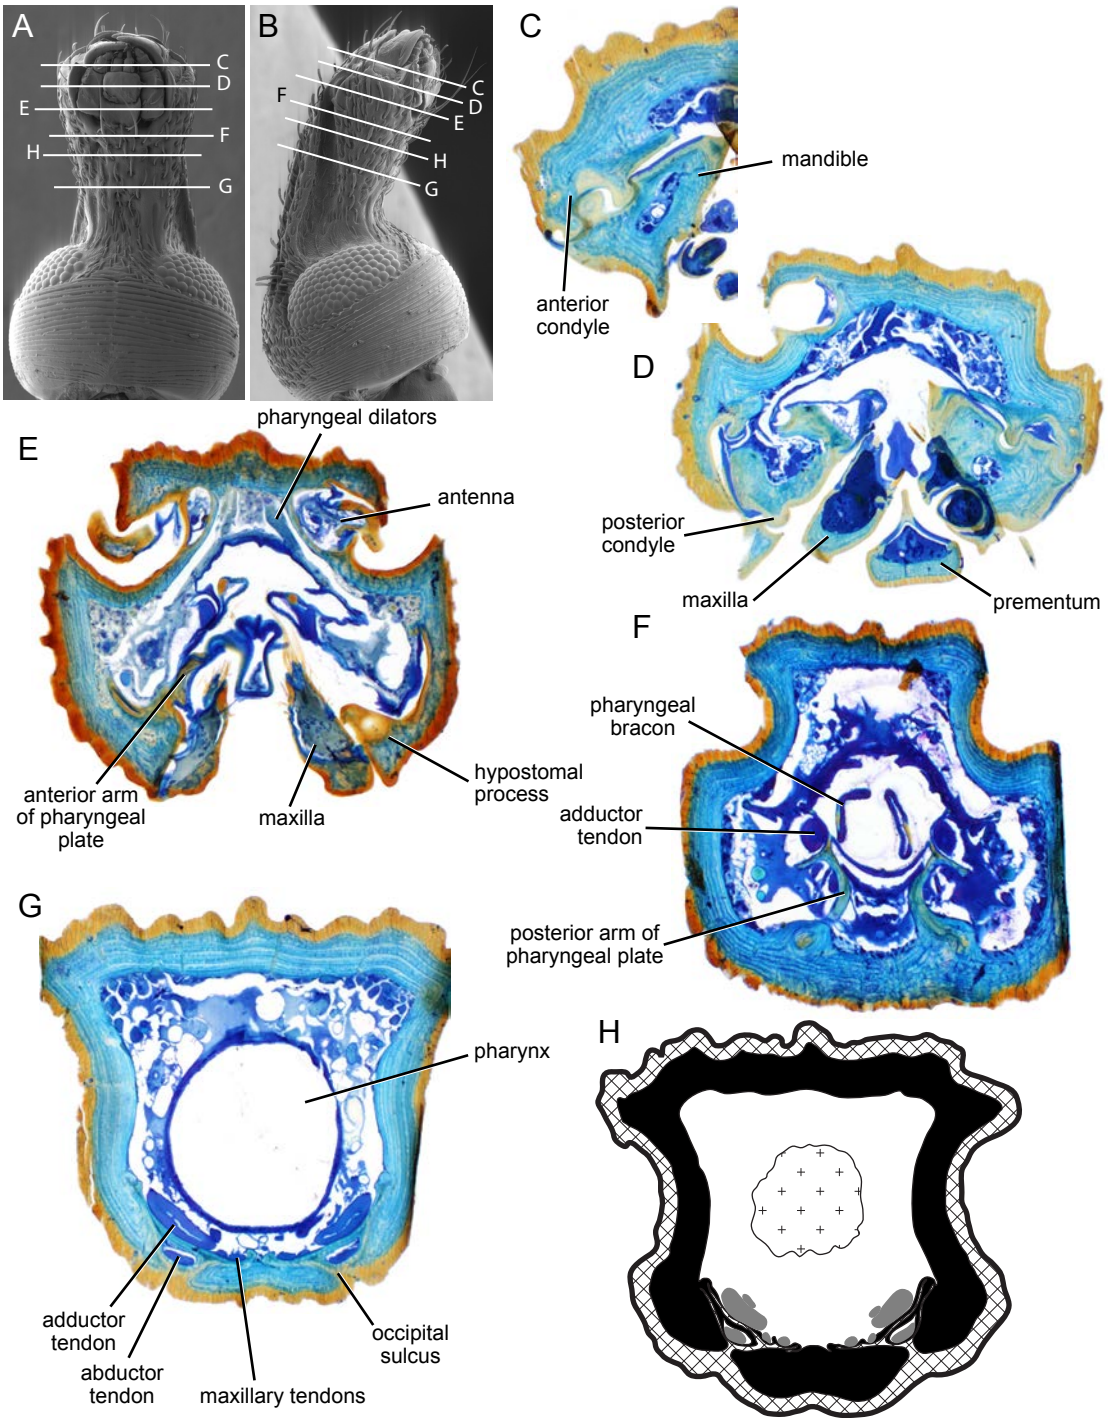 A
C
D
E
F
H
G
B
F
C
D
E
H
G
C
mandible
anterior
condyle
D
posterior
condyle
maxilla
prementum
E
pharyngeal dilators
antenna
hypostomal
process
maxilla
anterior arm
of pharyngeal
plate
F
pharyngeal
bracon
adductor
tendon
posterior arm of
pharyngeal plate
G
pharynx
adductor
tendon
abductor
tendon
maxillary tendons
occipital
sulcus
H